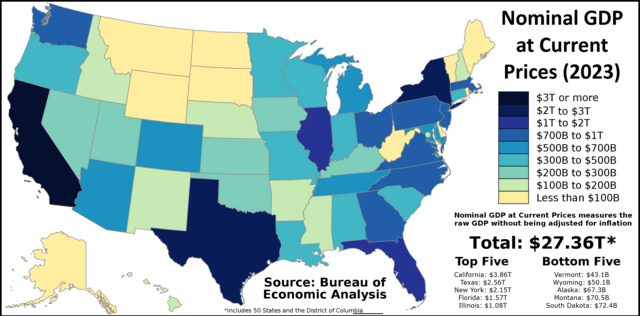 Nominal GDP
at Current
Prices (2023)
$3T or more
$2T to $3T
$1T to $2T
$700B to $1T
$500B to $700B
$300B to $500B
$200B to $300B
$100B to $200B
Less than $100B
Nominal GDP at Current Prices measures the
raw GDP without being adjusted for inflation
Total: $27.36T*
Top Five
California: $3.86T
Texas: $2.56T
New York: $2.15T
Florida: $1.57T
Illinois: $1.08T
Bottom Five
Vermont: $43.1B
Wyoming: $50.1B
Alaska: $67.3B
Montana: $70.5B
South Dakota: $72.4B
Source: Bureau of
Economic Analysis
*Includes 50 States and the District of Columbia